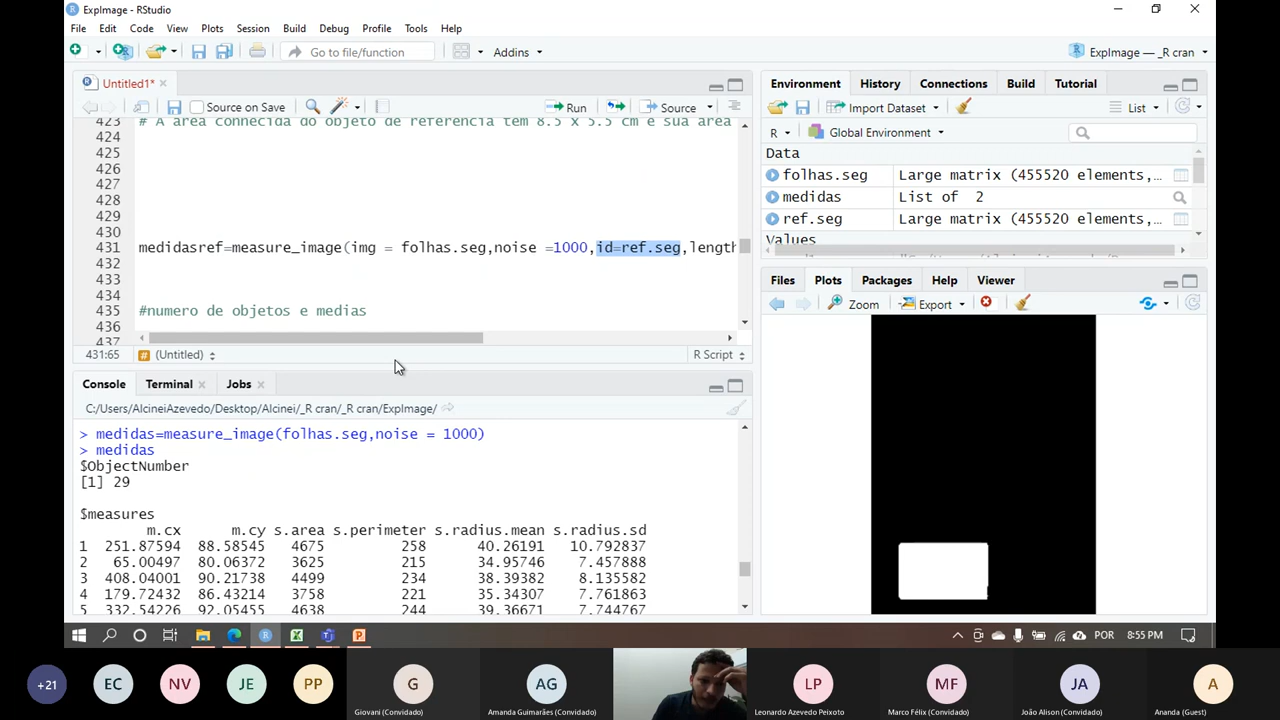 ExpImage - RStudio
File Edit Code View Plots Session Build Debug Profile Tools Help
Go to file/function
Addins
ExpImage — _R cran
Untitled1*
Source on Save
Run
Source
423 # A area connecida do objeto de referencia tem 8.5 x 5.5 cm e sua area
424
425
426
427
428
429
430
431 medidasref=measure_image(img = folhas.seg,noise =1000,id=ref.seg,length
432
433
434
435 #numero de objetos e medias
436
437
431:65
(Untitled)
R Script
Console Terminal Jobs
C:/Users/AlcineiAzevedo/Desktop/Alcinei/_R cran/_R cran/ExpImage/
> medidas=measure_image(folhas.seg,noise = 1000)
> medidas
$ObjectNumber
[1] 29
$measures
m.cx m.cy s.area s.perimeter s.radius.mean s.radius.sd
1 251.87594 88.58545 4675 258 40.26191 10.792837
2 65.00497 80.06372 3625 215 34.95746 7.457888
3 408.04001 90.21738 4499 234 38.39382 8.135582
4 179.72432 86.43214 3758 221 35.34307 7.761863
5 332.54226 92.05455 4638 244 39.36671 7.744767
Environment History Connections Build Tutorial
Import Dataset
List
R
Global Environment
Data
folhas.seg Large matrix (455520 elements,…
medidas List of 2
ref.seg Large matrix (455520 elements,…
Values
Files Plots Packages Help Viewer
Zoom
Export
POR
8:55 PM
+21
EC
NV
JE
PP
G
Giovani (Convidado)
AG
Amanda Guimarães (Convidado)
LP
Leonardo Azevedo Peixoto
MF
Marco Félix (Convidado)
JA
João Alison (Convidado)
A
Ananda (Guest)